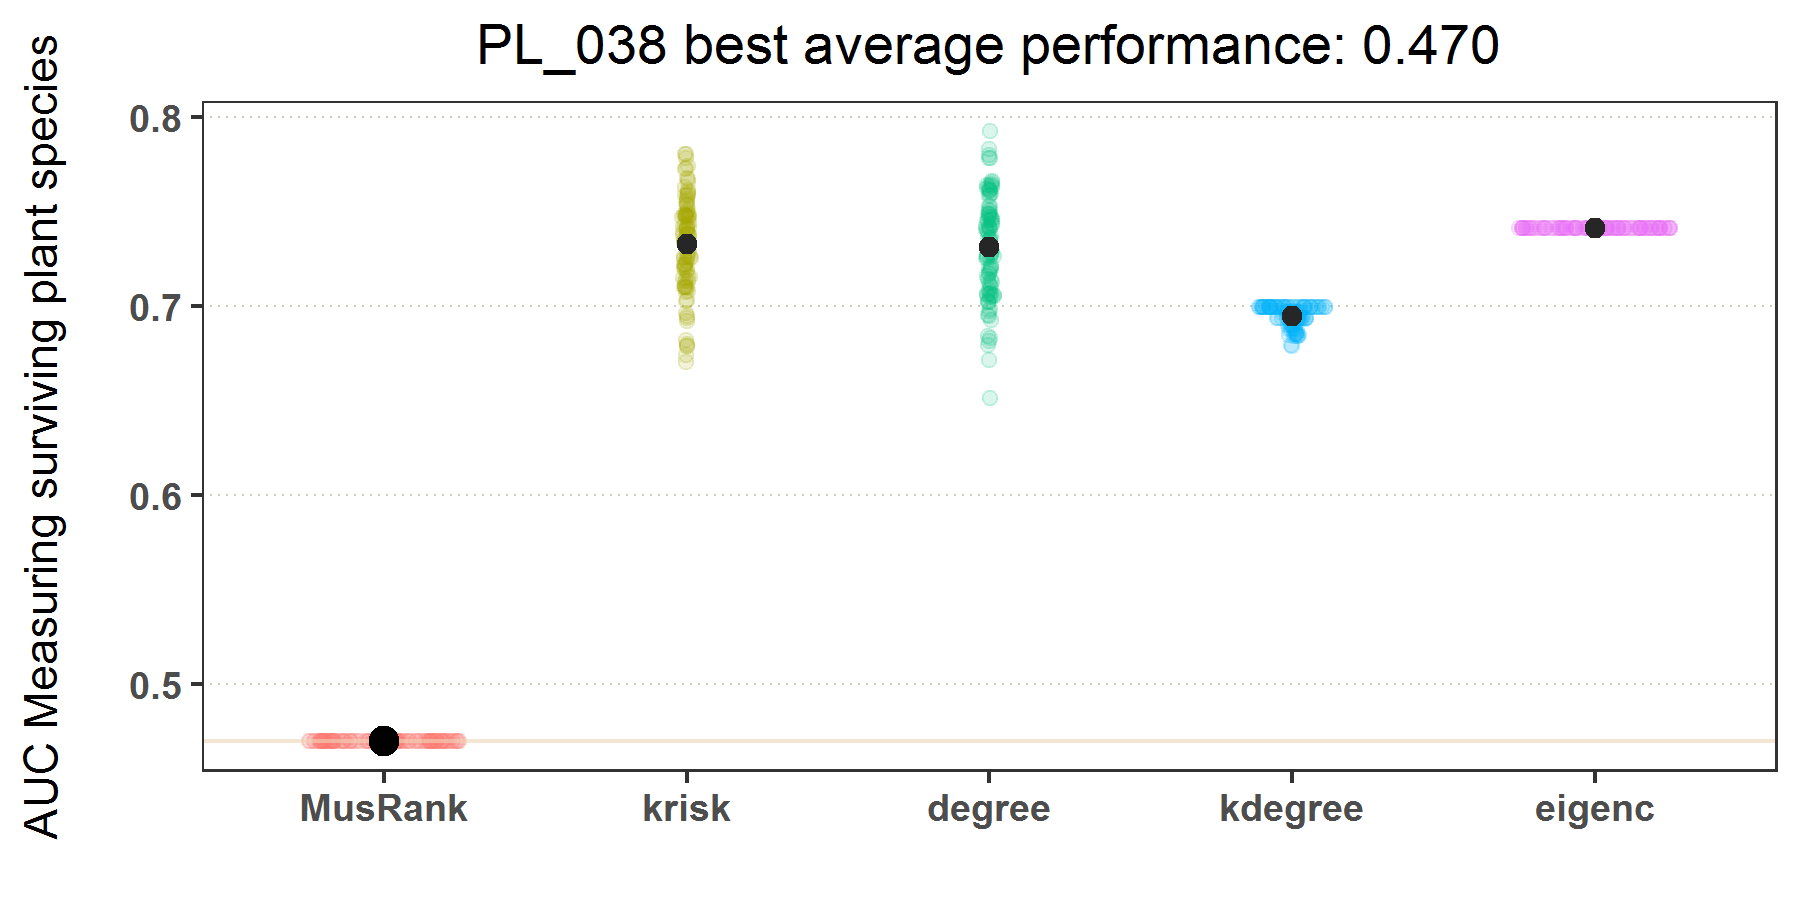 PL_038 best average performance: 0.470
AUC Measuring surviving plant species
0.8
0.7
0.6
0.5
MusRank krisk degree kdegree eigenc